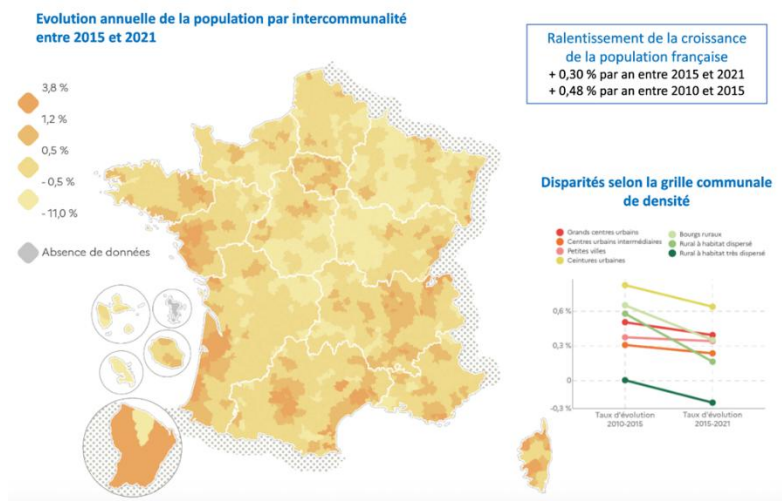 Evolution annuelle de la population par intercommunalité
entre 2015 et 2021
3,8 %
1,2 %
0,5 %
- 0,5 %
- 11,0 %
Absence de données
Ralentissement de la croissance
de la population française
+ 0,30 % par an entre 2015 et 2021
+ 0,48 % par an entre 2010 et 2015
Disparités selon la grille communale
de densité
Grands centres urbains
Centres urbains intermédiaires
Petites villes
Ceintures urbaines
Bourgs ruraux
Rural à habitat dispersé
Rural à habitat très dispersé
0,6 %
0,3 %
0
-0,3 %
Taux d'évolution
2010-2015
Taux d'évolution
2015-2021